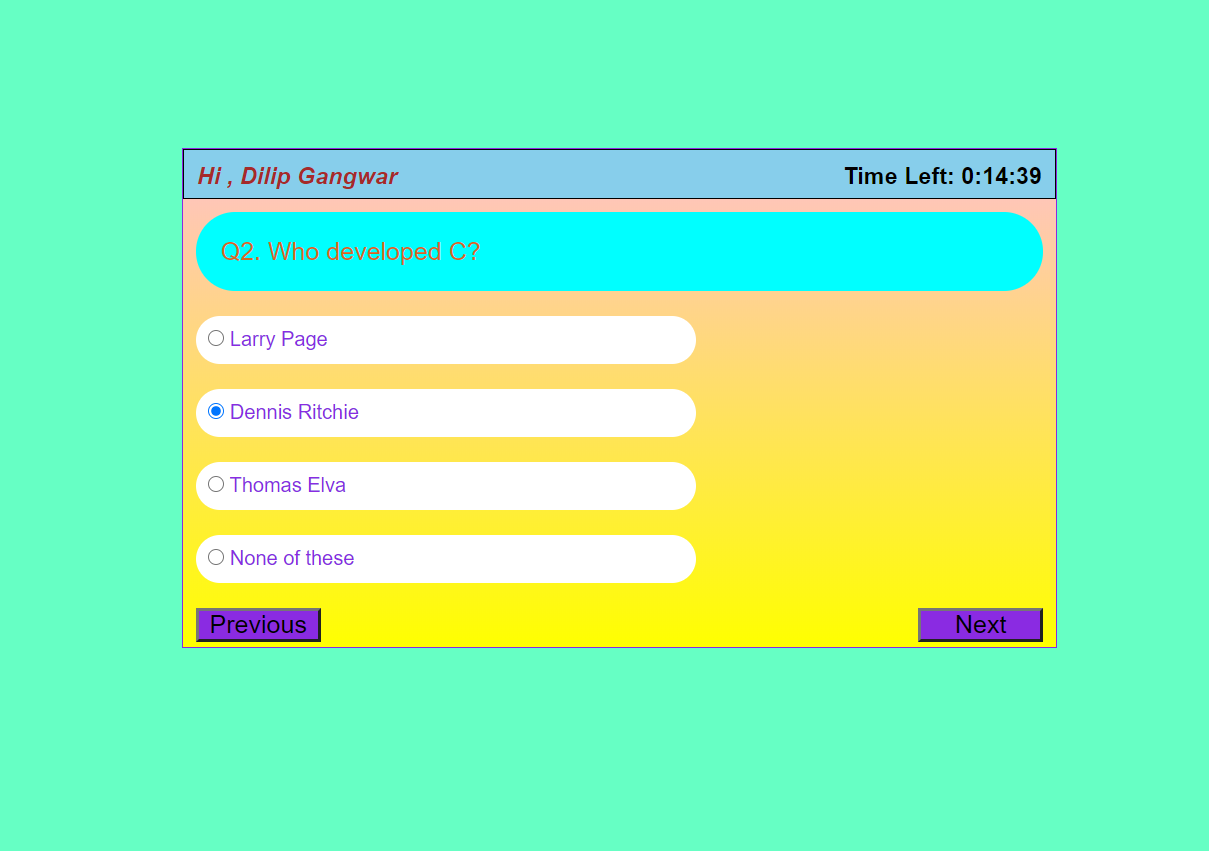 Hi , Dilip Gangwar
Time Left: 0:14:39
Q2. Who developed C?
Larry Page
Dennis Ritchie
Thomas Elva
None of these
Previous
Next